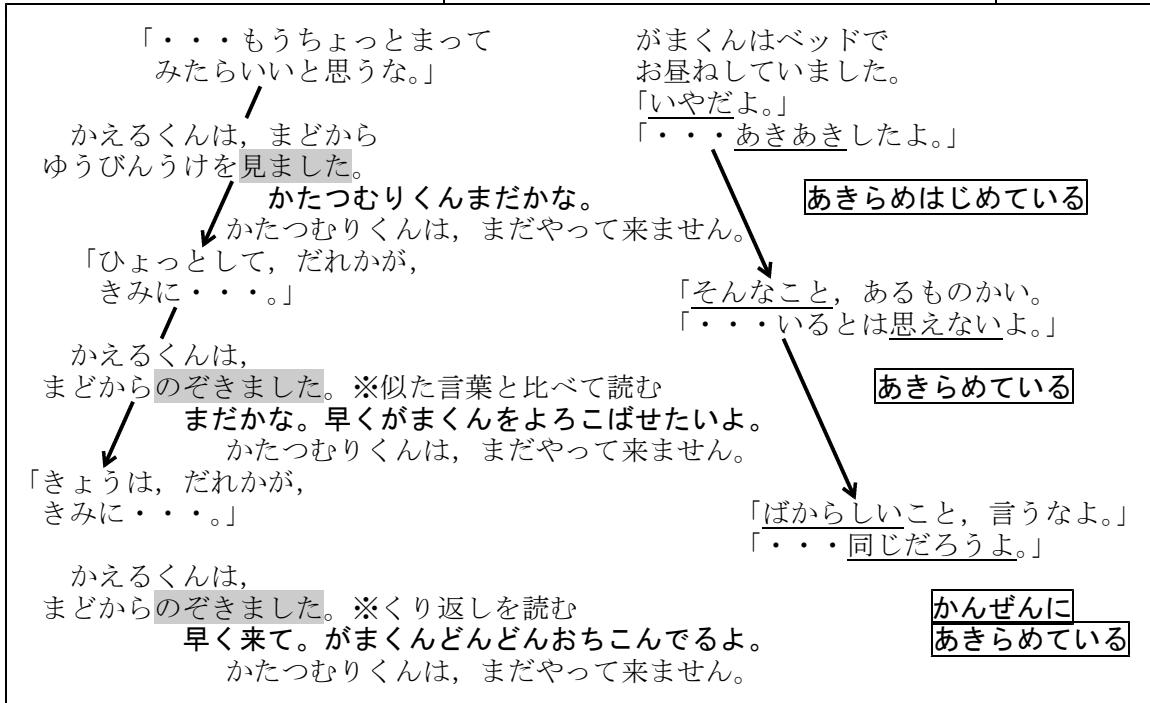 「・・・もうちょっとまって
みたらいいと思うな。」
かえるくんは，まどから
ゆうびんうけを見ました。
かたつむりくんまだかな。
かたつむりくんは，まだやって来ません。
「ひょっとして，だれかが，
きみに・・・。」
かえるくんは，
まどからのぞきました。※似た言葉と比べて読む
まだかな。早くがまくんをよろこばせたいよ。
かたつむりくんは，まだやって来ません。
「きょうは，だれかが，
きみに・・・。」
かえるくんは，
まどからのぞきました。※くり返しを読む
早く来て。がまくんどんどんおちこんでるよ。
かたつむりくんは，まだやって来ません。
がまくんはベッドで
お昼ねしていました。
「いやだよ。」
「・・・あきあきしたよ。」
あきらめはじめている
「そんなこと，あるものかい。
「・・・いるとは思えないよ。」
あきらめている
「ばからしいこと，言うなよ。」
「・・・同じだろうよ。」
かんぜんに
あきらめている